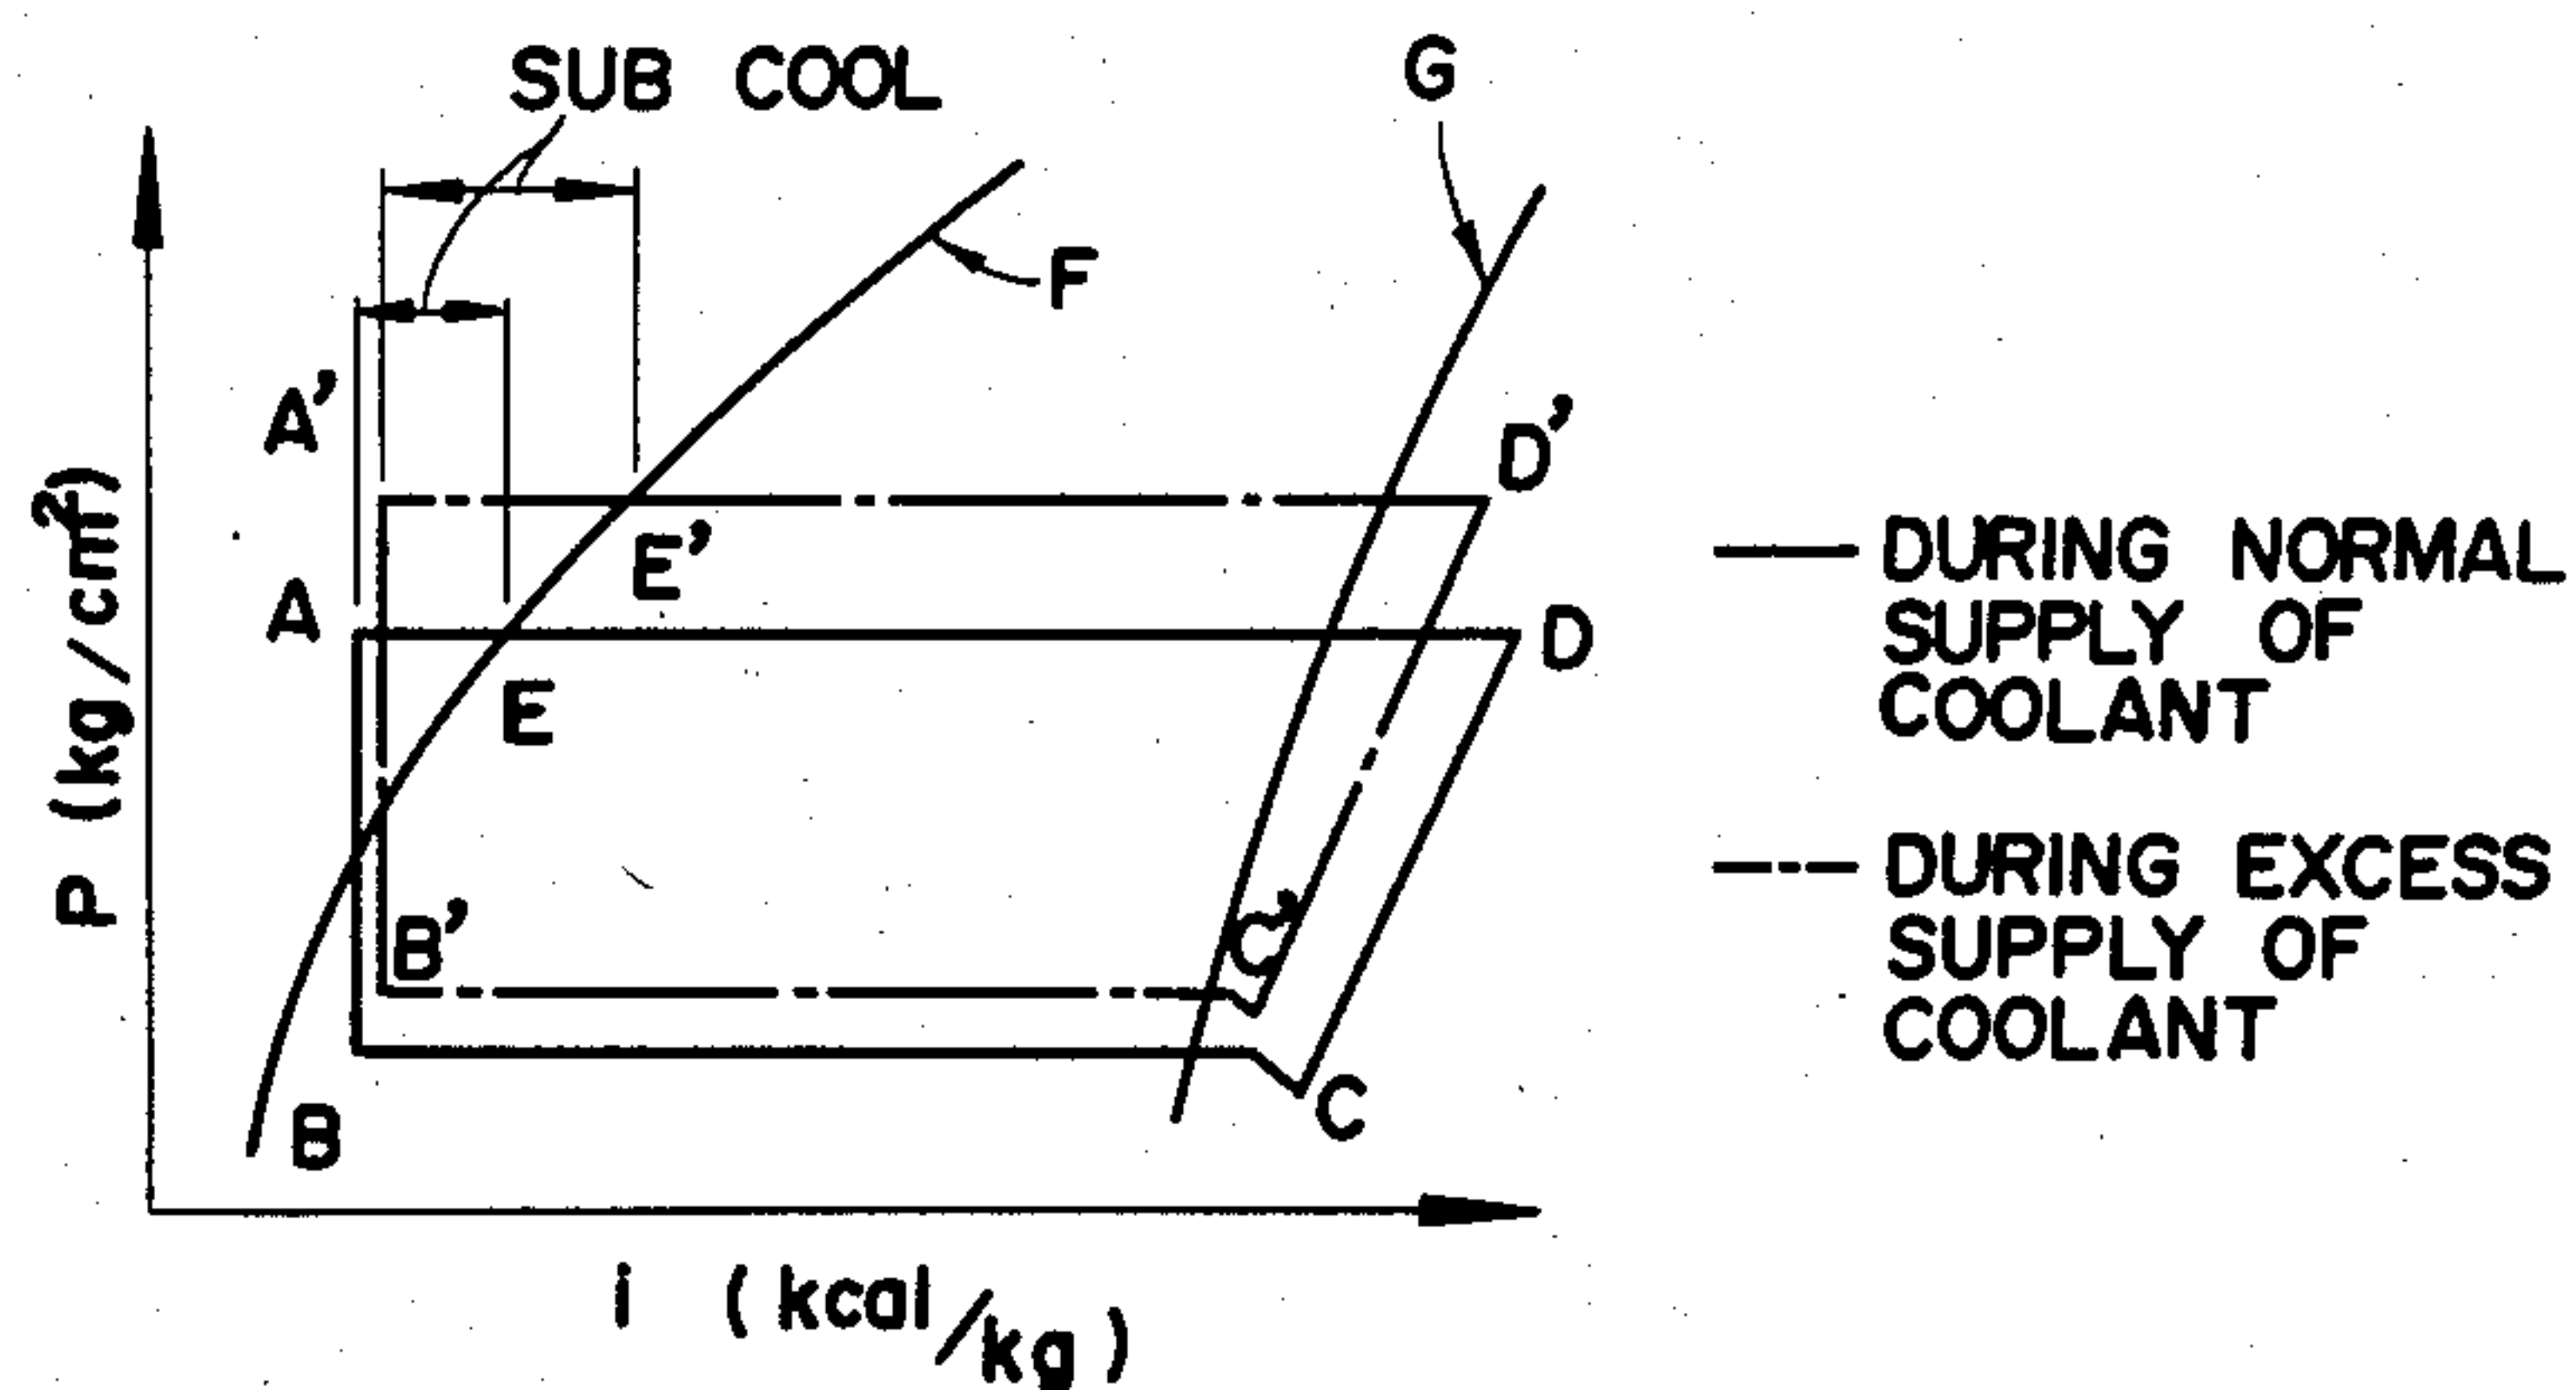 SUB COOL
G
F
A'
D'
E'
A
D
E
P (kg/cm²)
B'
C'
B
C
i (kcal/kg)
DURING NORMAL
SUPPLY OF
COOLANT
DURING EXCESS
SUPPLY OF
COOLANT